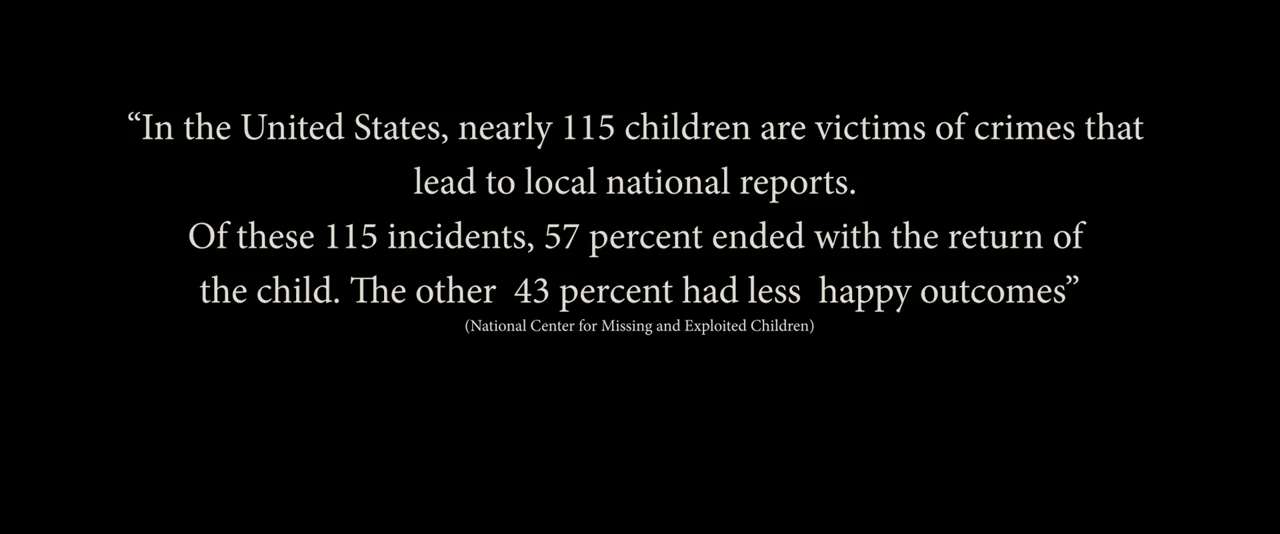 “In the United States, nearly 115 children are victims of crimes that
lead to local national reports.
Of these 115 incidents, 57 percent ended with the return of
the child. The other  43 percent had less  happy outcomes”
(National Center for Missing and Exploited Children)